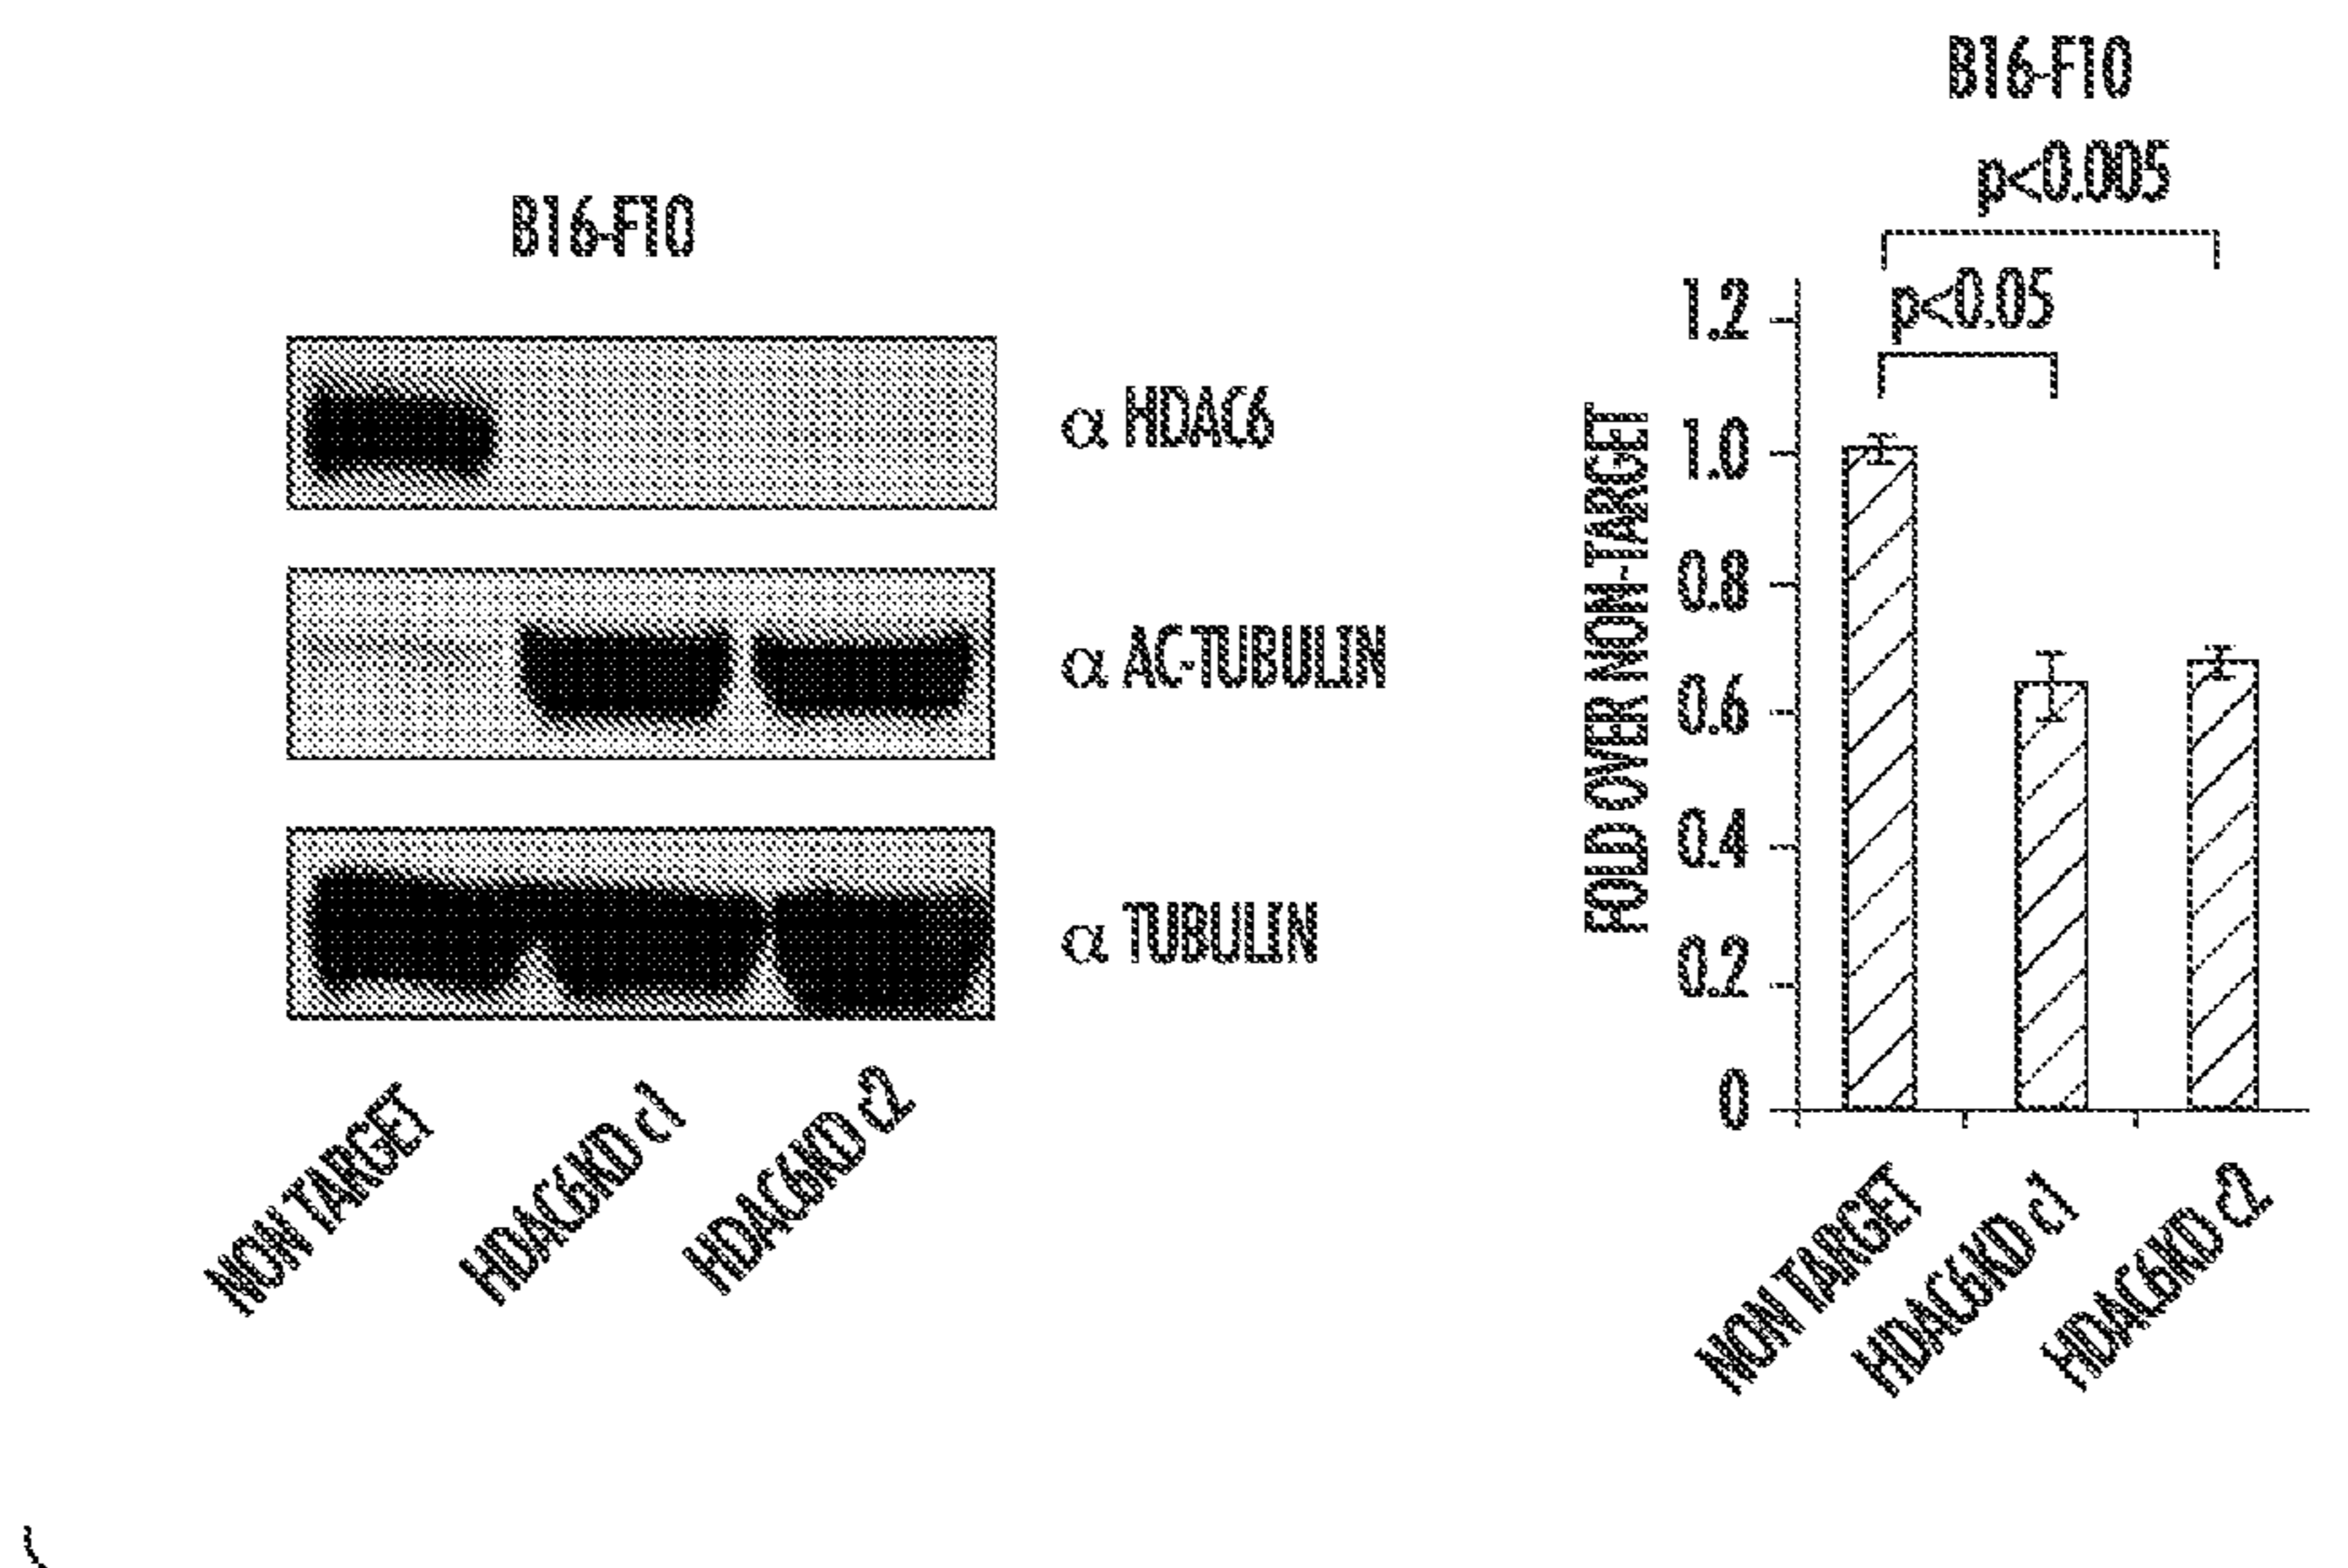 B16-F10
α HDAC6
α AC-TUBULIN
α TUBULIN
NON TARGET
HDAC6KD c1
HDAC6KD c2
B16-F10
p<0.005
p<0.05
FOLD OVER NON-TARGET
1.2
1.0
0.8
0.6
0.4
0.2
0
NON TARGET
HDAC6KD c1
HDAC6KD c2